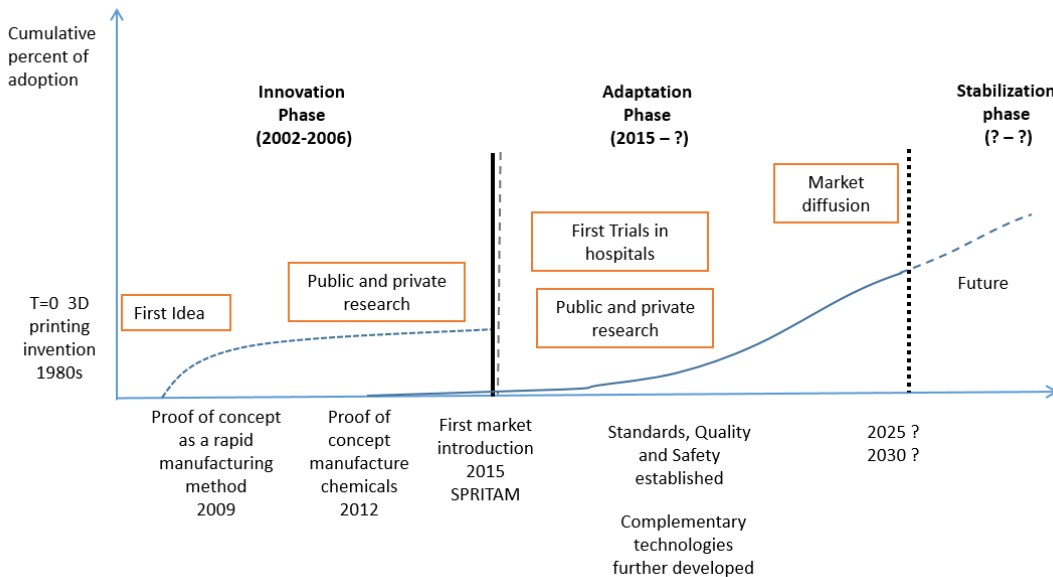 Cumulative
percent of
adoption
Innovation
Phase
(2002-2006)
Adaptation
Phase
(2015 – ?)
Stabilization
phase
(? – ?)
Market
diffusion
First Trials in
hospitals
Public and private
research
Public and private
research
First Idea
T=0 3D
printing
invention
1980s
Future
Proof of concept
as a rapid
manufacturing
method
2009
Proof of
concept
manufacture
chemicals
2012
First market
introduction
2015
SPRITAM
Standards, Quality
and Safety
established
Complementary
technologies
further developed
2025 ?
2030 ?